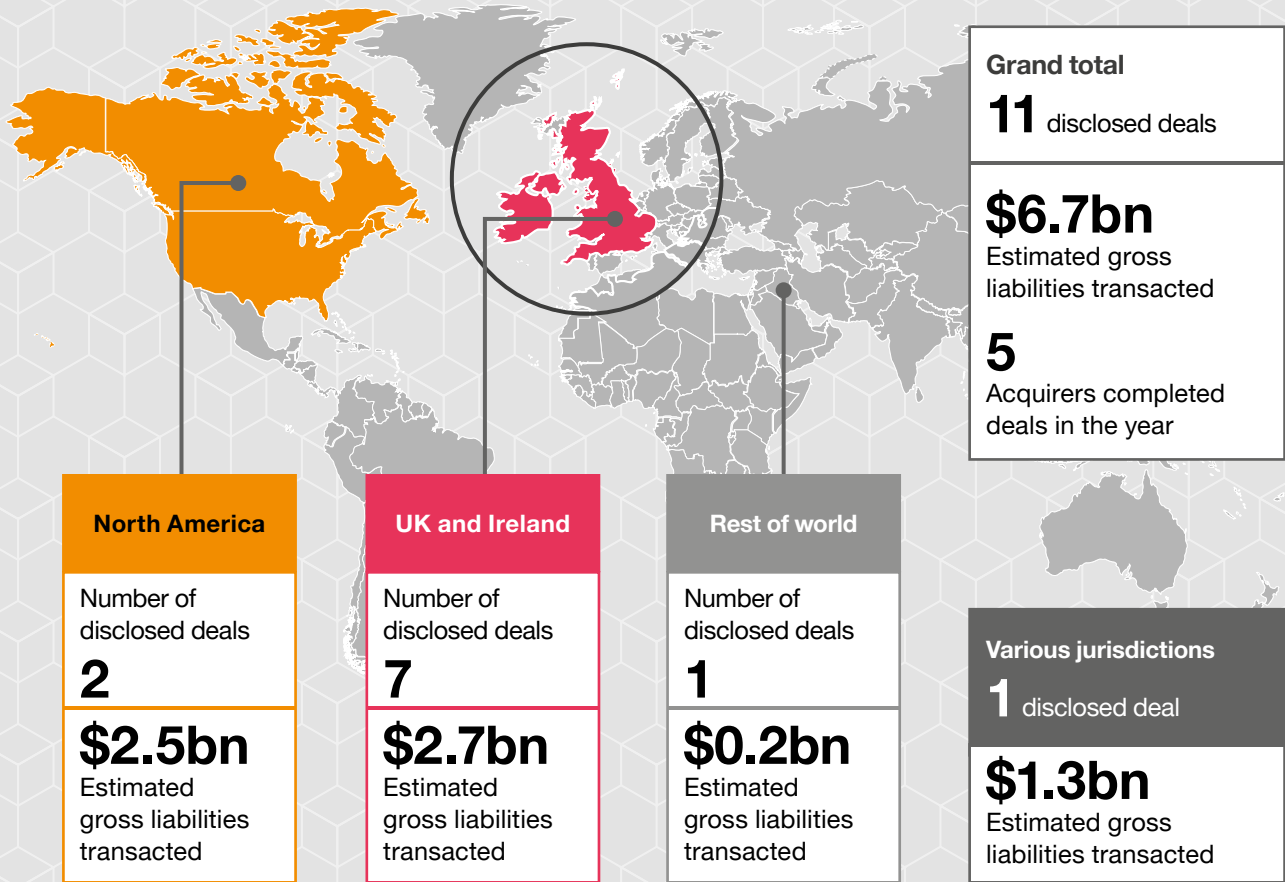 Grand total
11 disclosed deals
$6.7bn
Estimated gross
liabilities transacted
5
Acquirers completed
deals in the year
North America
Number of
disclosed deals
2
$2.5bn
Estimated
gross liabilities
transacted
UK and Ireland
Number of
disclosed deals
7
$2.7bn
Estimated
gross liabilities
transacted
Rest of world
Number of
disclosed deals
1
$0.2bn
Estimated
gross liabilities
transacted
Various jurisdictions
1 disclosed deal
$1.3bn
Estimated gross
liabilities transacted